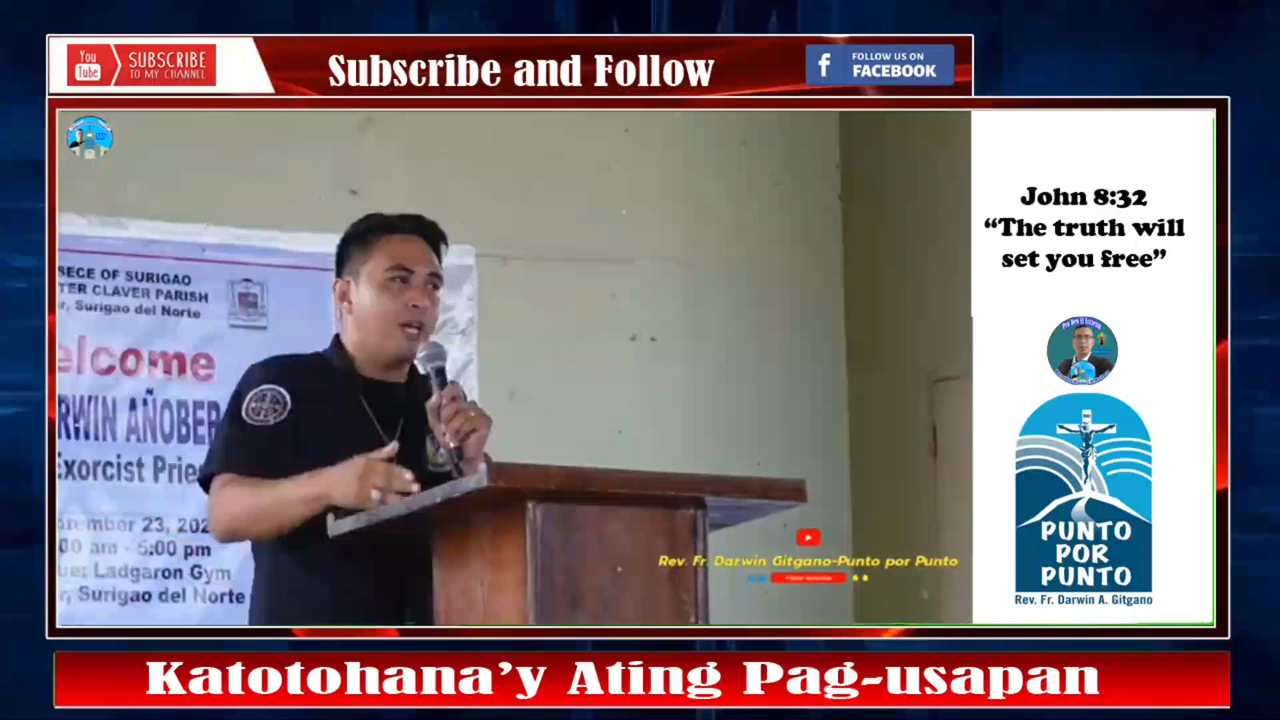 You
Tube
SUBSCRIBE
TO MY CHANNEL
Subscribe and Follow
f
FOLLOW US ON
FACEBOOK
SECE OF SURIGAO
TER CLAVER PARISH
r, Surigao del Norte
elcome
RWIN AÑOBER
Exorcist Prie
tember 23, 202
00 am - 5:00 pm
ue: Ladgaron Gym
r, Surigao del Norte
John 8:32
“The truth will
set you free”
PUNTO
POR
PUNTO
Rev. Fr. Darwin A. Gitgano
Rev. Fr. Darwin Gitgano-Punto por Punto
Katotohana’y Ating Pag-usapan